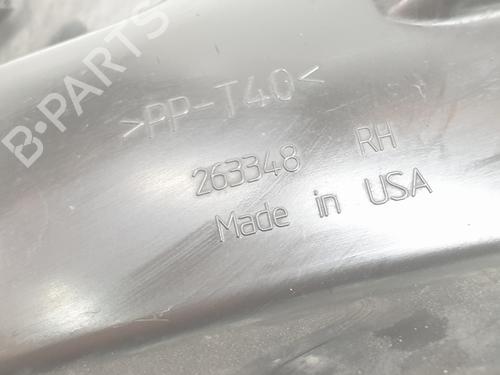 B-PARTS
>PP-T40<
263348 RH
Made in USA